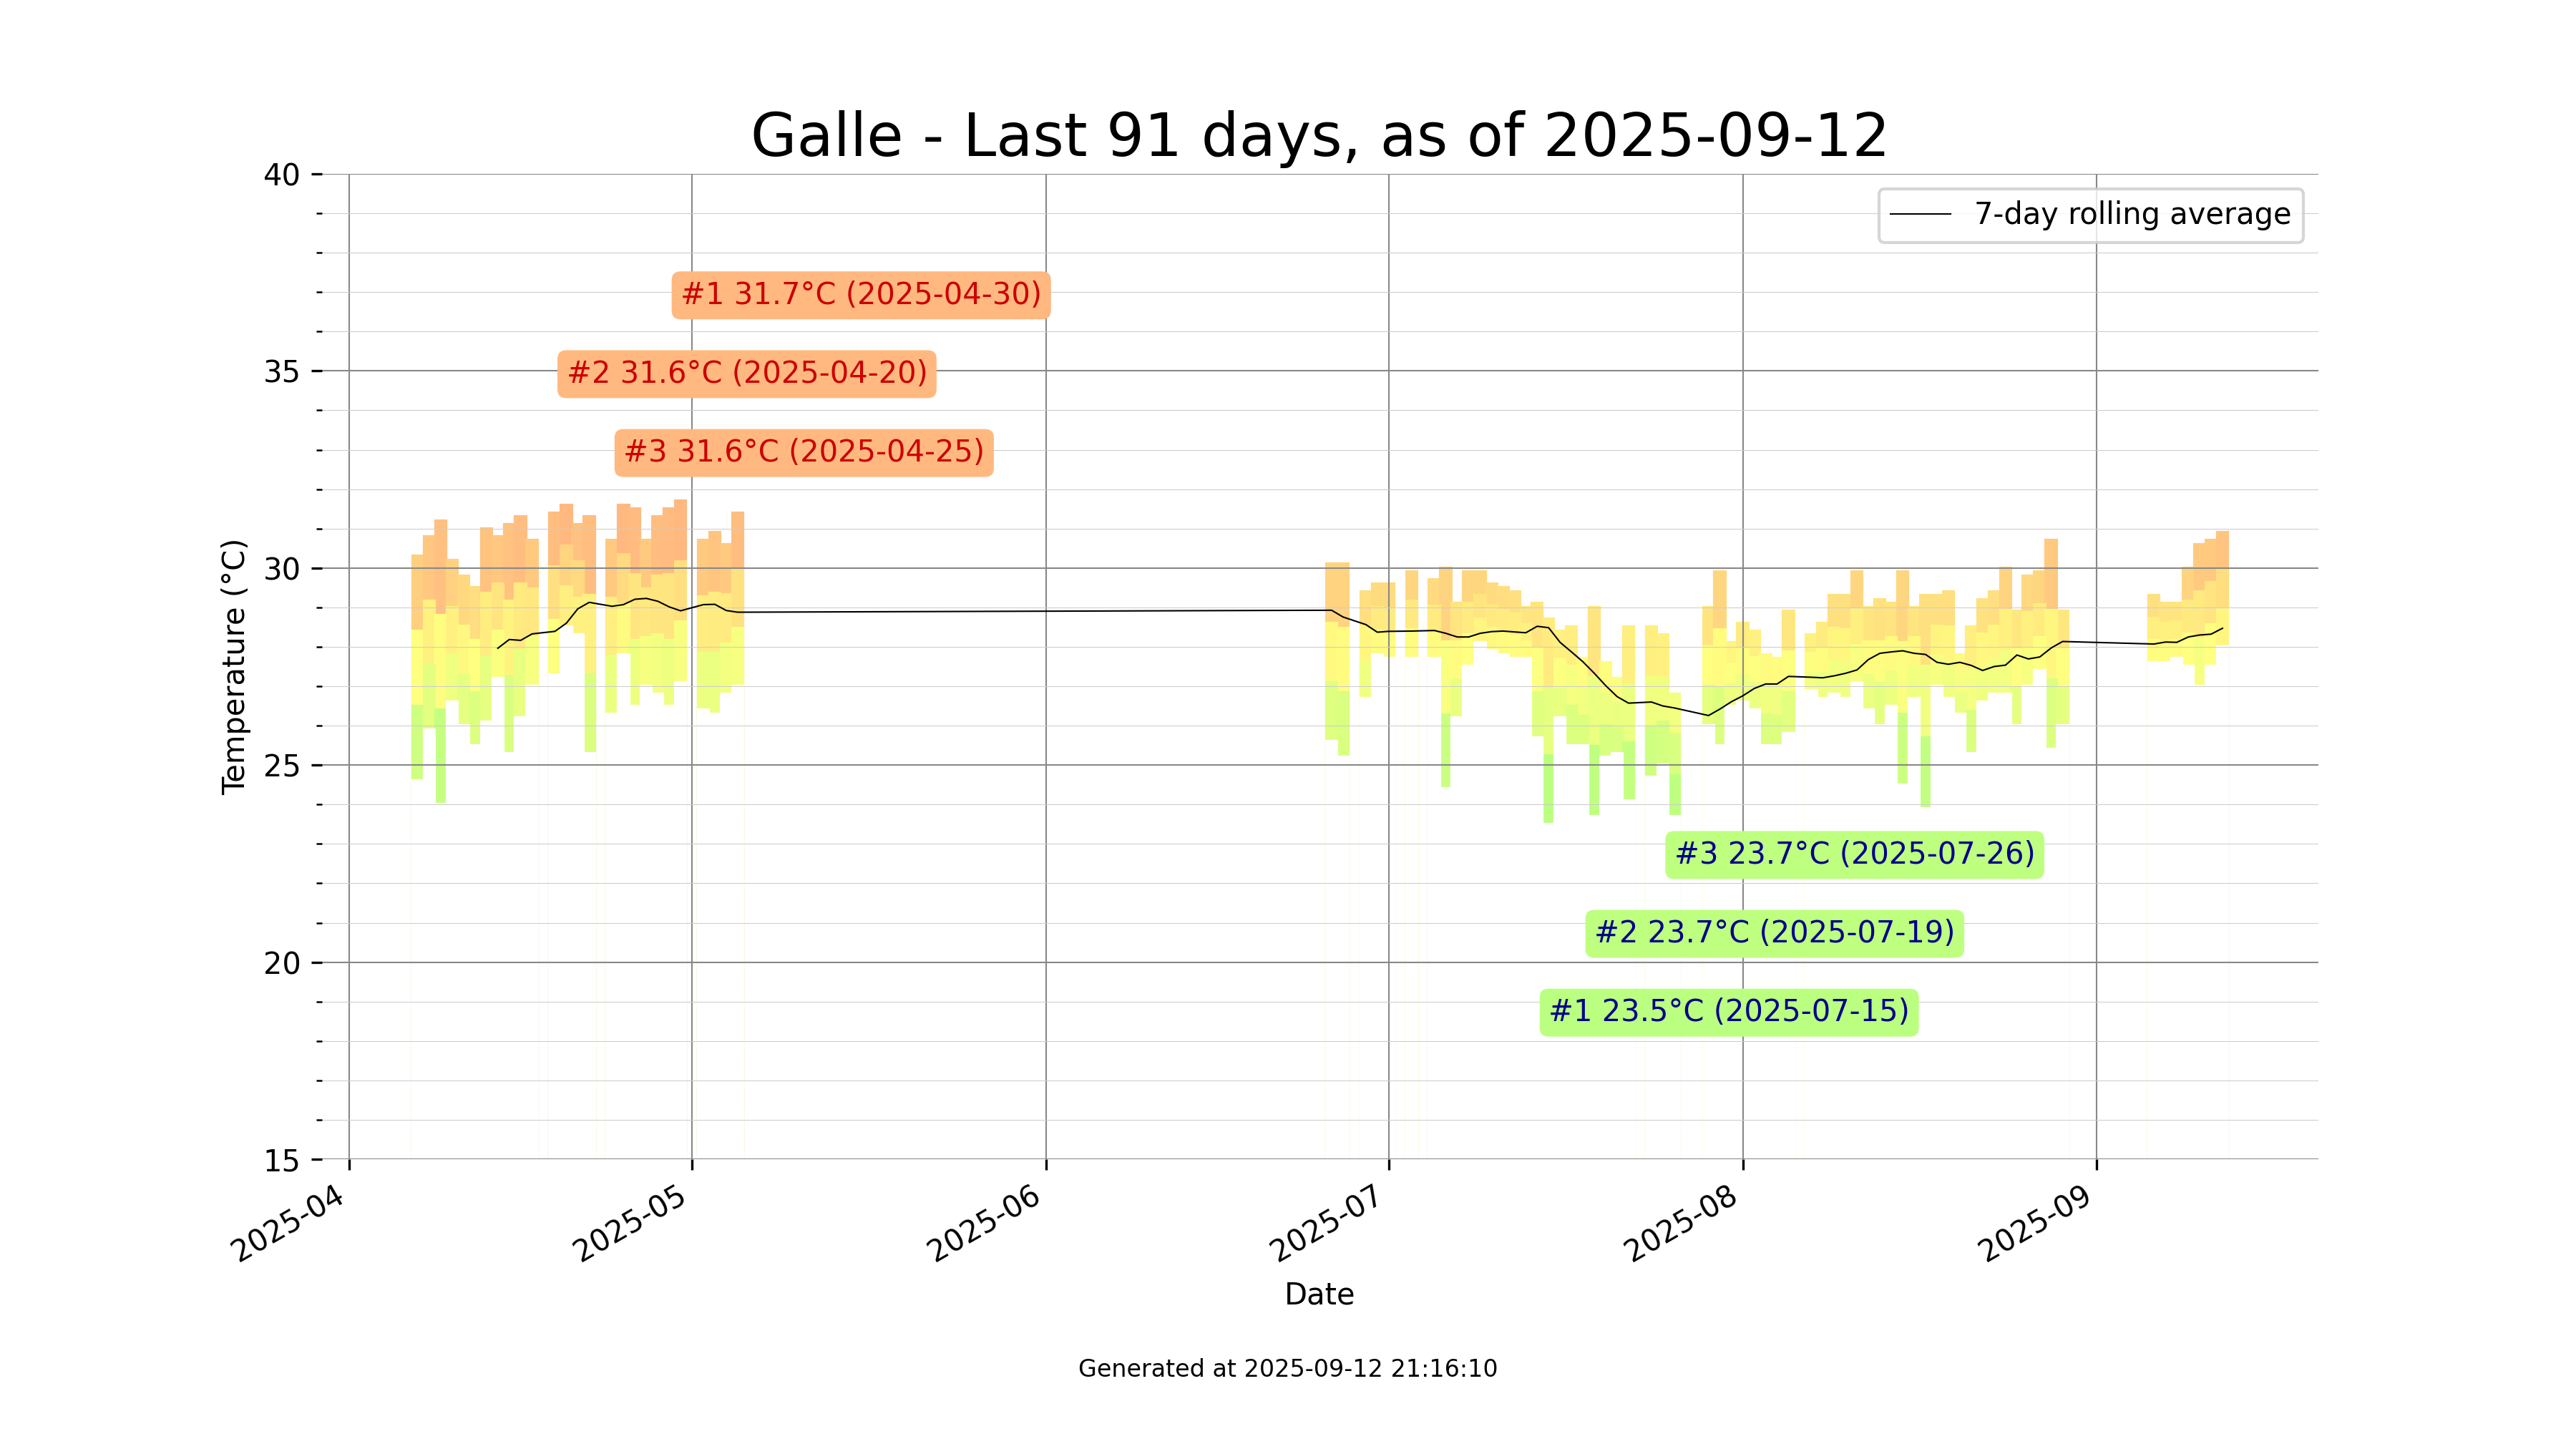 Galle - Last 91 days, as of 2025-09-12
7-day rolling average
#1 31.7°C (2025-04-30)
#2 31.6°C (2025-04-20)
#3 31.6°C (2025-04-25)
#3 23.7°C (2025-07-26)
#2 23.7°C (2025-07-19)
#1 23.5°C (2025-07-15)
Temperature (°C)
40
35
30
25
20
15
2025-04
2025-05
2025-06
2025-07
2025-08
2025-09
Date
Generated at 2025-09-12 21:16:10